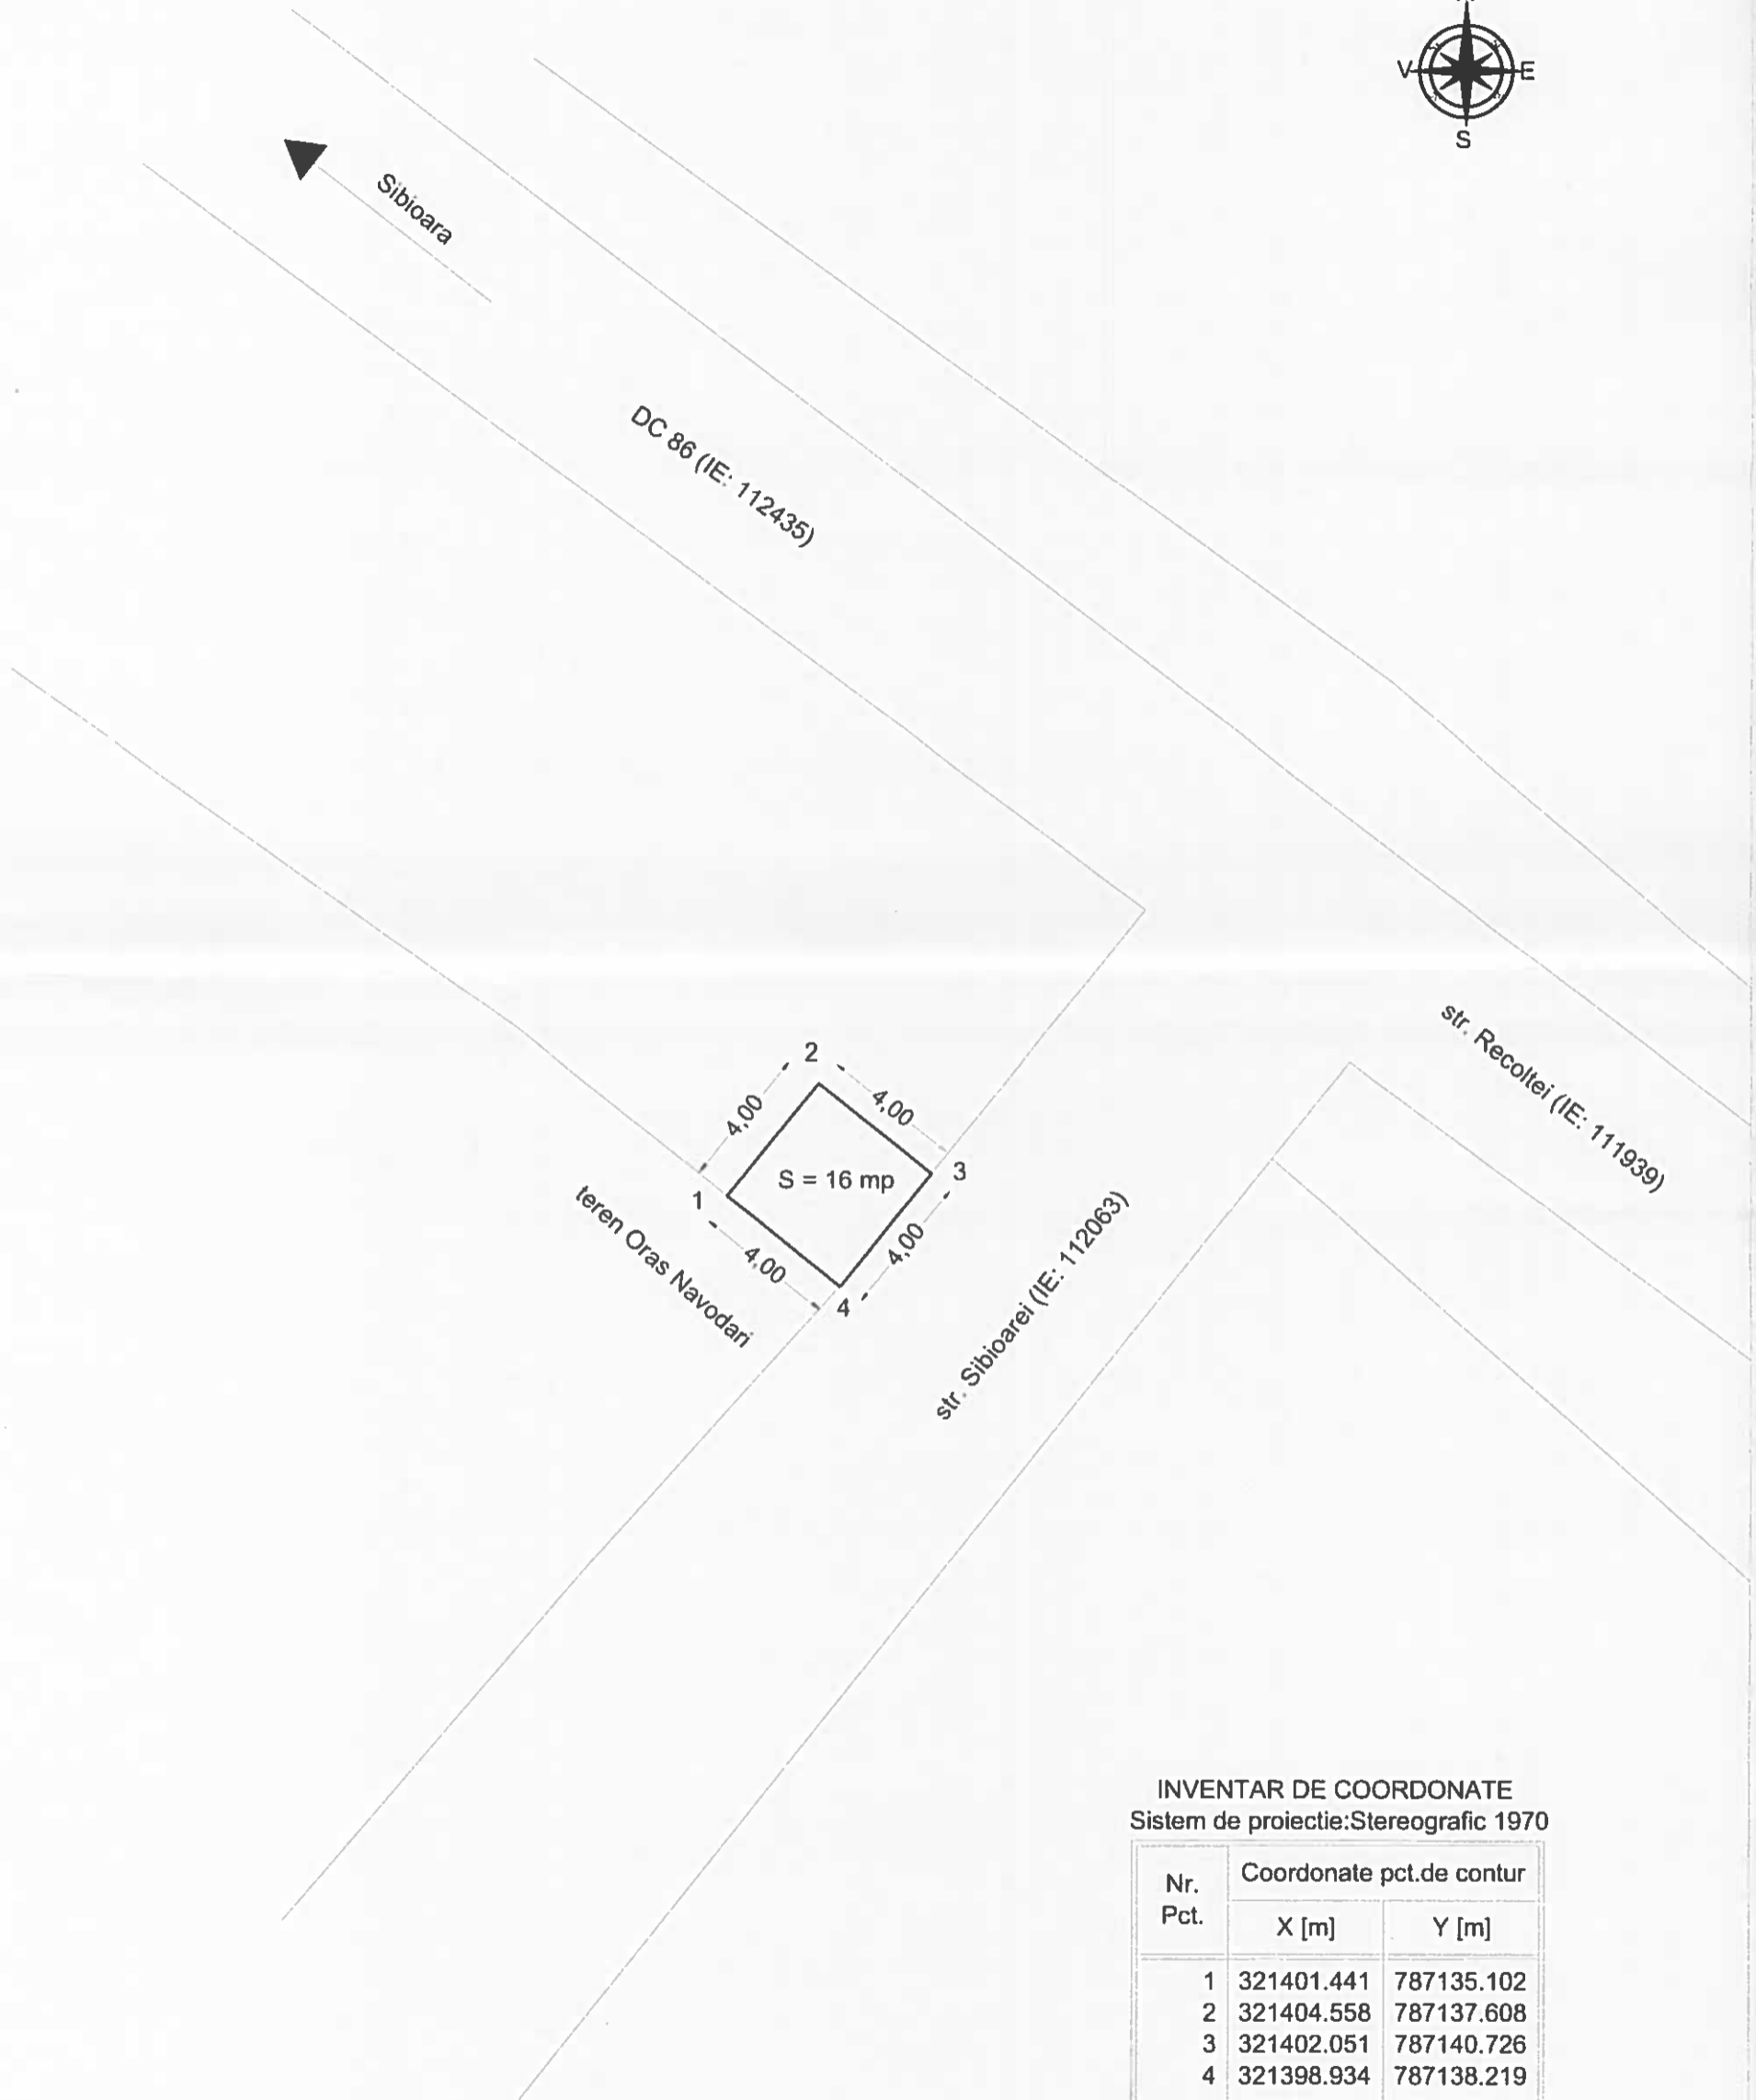 V E
S
Sibioara
DC 86 (IE: 112435)
str. Recoltei (IE: 111939)
2
4,00
4,00
S = 16 mp
3
1
4,00
4,00
4
teren Oras Navodari
str. Sibioarei (IE: 112063)
INVENTAR DE COORDONATE
Sistem de proiectie:Stereografic 1970
Nr. Pct. Coordonate pct.de contur
X [m] Y [m]
1 321401.441 787135.102
2 321404.558 787137.608
3 321402.051 787140.726
4 321398.934 787138.219